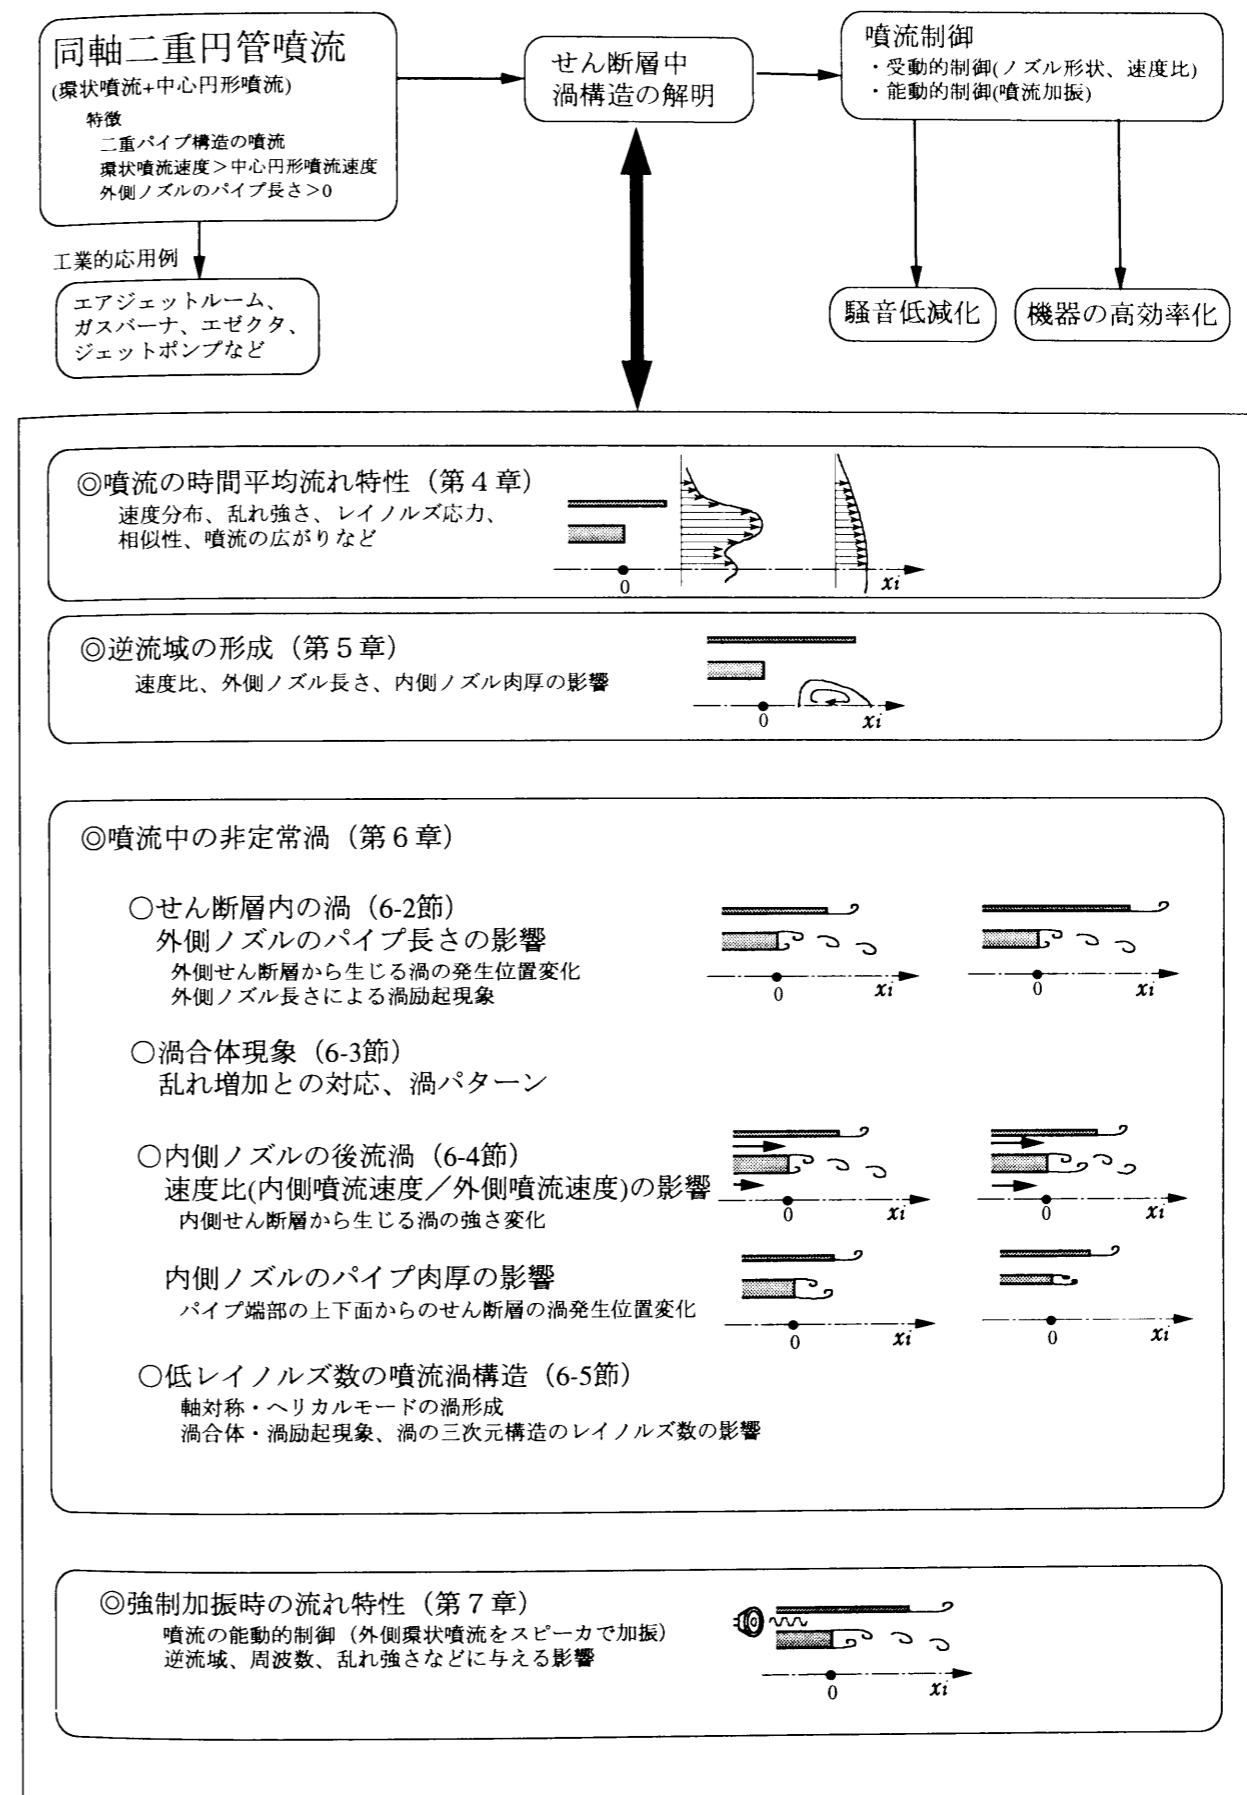 同軸二重円管噴流
(環状噴流+中心円形噴流)
特徴
二重パイプ構造の噴流
環状噴流速度＞中心円形噴流速度
外側ノズルのパイプ長さ＞0
工業的応用例
エアジェットルーム、
ガスバーナ、エゼクタ、
ジェットポンプなど
せん断層中
渦構造の解明
噴流制御
・受動的制御(ノズル形状、速度比)
・能動的制御(噴流加振)
騒音低減化
機器の高効率化
◎噴流の時間平均流れ特性（第４章）
速度分布、乱れ強さ、レイノルズ応力、
相似性、噴流の広がりなど
0
xi
◎逆流域の形成（第５章）
速度比、外側ノズル長さ、内側ノズル肉厚の影響
0
xi
◎噴流中の非定常渦（第６章）
○せん断層内の渦（6-2節）
外側ノズルのパイプ長さの影響
外側せん断層から生じる渦の発生位置変化
外側ノズル長さによる渦励起現象
0
xi
0
xi
○渦合体現象（6-3節）
乱れ増加との対応、渦パターン
○内側ノズルの後流渦（6-4節）
速度比(内側噴流速度／外側噴流速度)の影響
内側せん断層から生じる渦の強さ変化
0
xi
0
xi
内側ノズルのパイプ肉厚の影響
パイプ端部の上下面からのせん断層の渦発生位置変化
0
xi
0
xi
○低レイノルズ数の噴流渦構造（6-5節）
軸対称・ヘリカルモードの渦形成
渦合体・渦励起現象、渦の三次元構造のレイノルズ数の影響
◎強制加振時の流れ特性（第７章）
噴流の能動的制御（外側環状噴流をスピーカで加振）
逆流域、周波数、乱れ強さなどに与える影響
0
xi